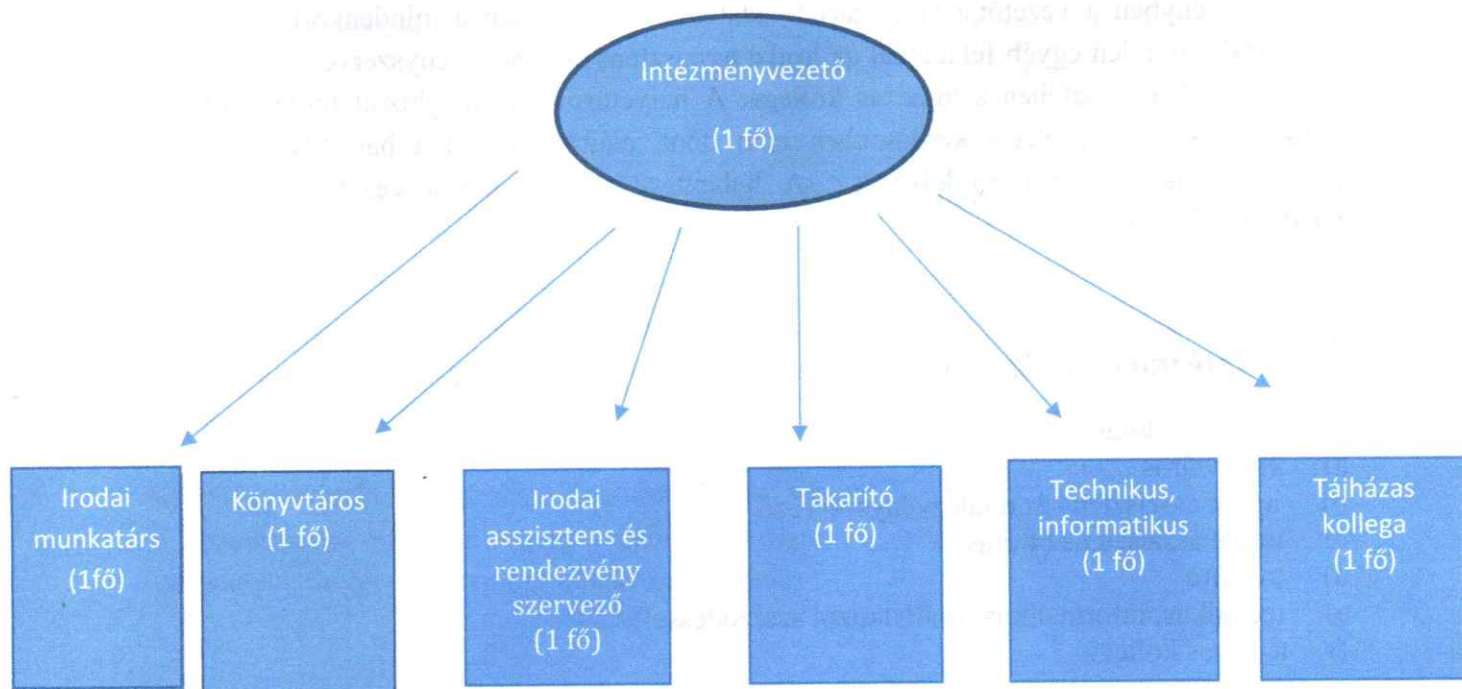 Intézményvezető
(1 fő)
Irodai
munkatárs
(1fő)
Könyvtáros
(1 fő)
Irodai
asszisztens és
rendezvény
szervező
(1 fő)
Takarító
(1 fő)
Technikus,
informatikus
(1 fő)
Tájházas
kollega
(1 fő)